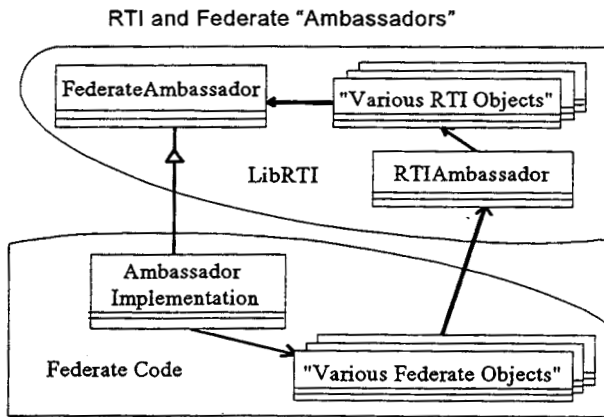 RTI and Federate “Ambassadors”
FederateAmbassador
"Various RTI Objects"
LibRTI
RTIAmbassador
Ambassador
Implementation
Federate Code
"Various Federate Objects"